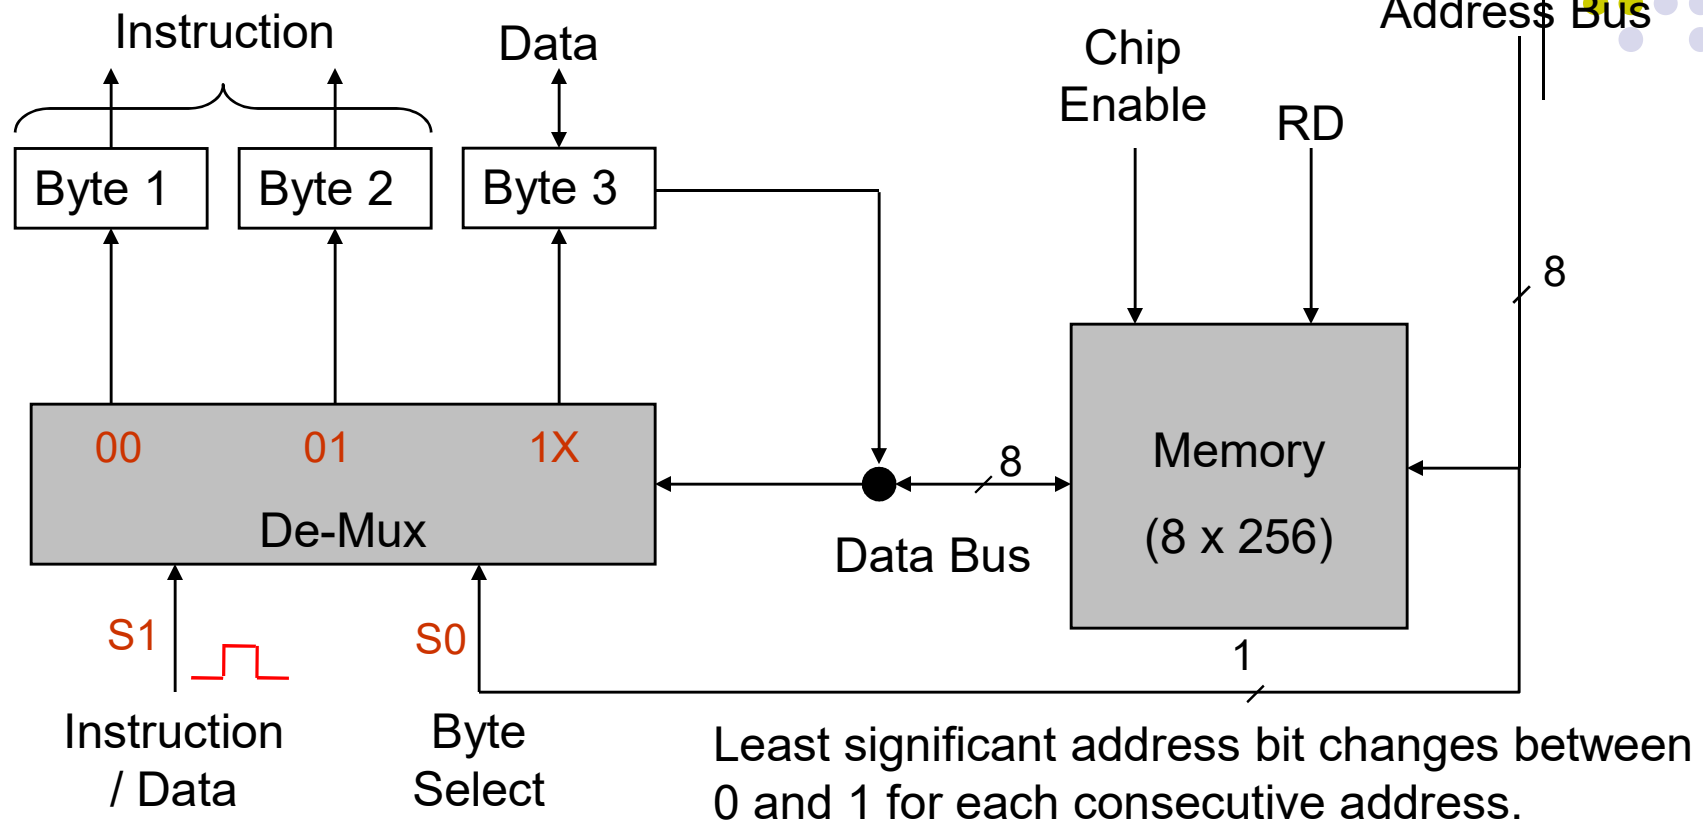 Instruction
Data
Chip
Enable
RD
Address Bus
Byte 1
Byte 2
Byte 3
8
00
01
1X
De-Mux
8
Data Bus
Memory
(8 x 256)
S1
S0
1
Instruction
/ Data
Byte
Select
Least significant address bit changes between
0 and 1 for each consecutive address.